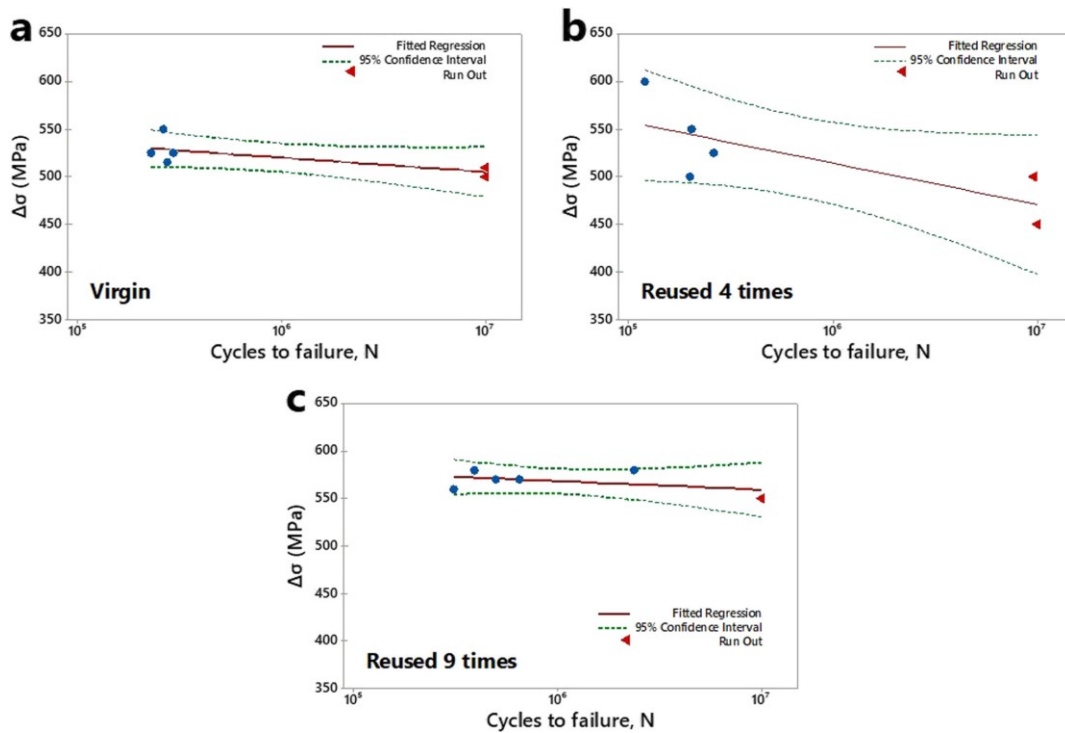 a
650
600
550
500
450
400
350
Δσ (MPa)
Fitted Regression
95% Confidence Interval
Run Out
Virgin
10⁵
10⁶
10⁷
Cycles to failure, N
b
650
600
550
500
450
400
350
Δσ (MPa)
Fitted Regression
95% Confidence Interval
Run Out
Reused 4 times
10⁵
10⁶
10⁷
Cycles to failure, N
c
650
600
550
500
450
400
350
Δσ (MPa)
Fitted Regression
95% Confidence Interval
Run Out
Reused 9 times
10⁵
10⁶
10⁷
Cycles to failure, N